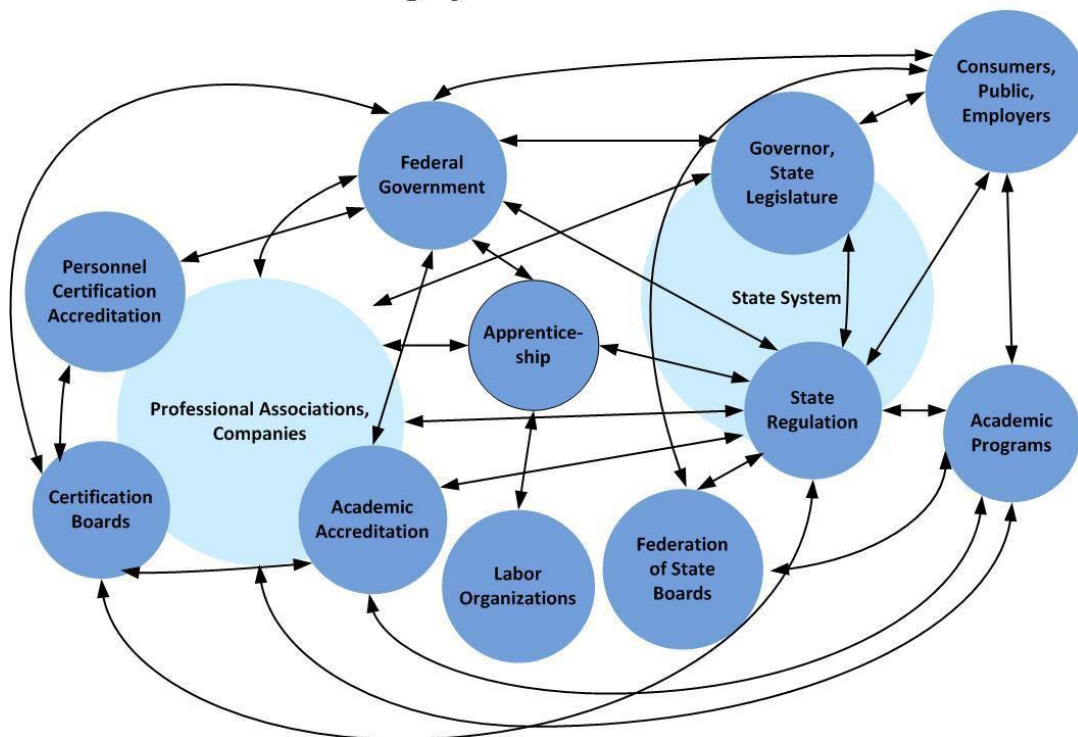 Consumers,
Public,
Employers
Federal
Government
Governor,
State
Legislature
Personnel
Certification
Accreditation
State System
Apprentice-
ship
Professional Associations,
Companies
State
Regulation
Academic
Programs
Certification
Boards
Academic
Accreditation
Labor
Organizations
Federation
of State
Boards